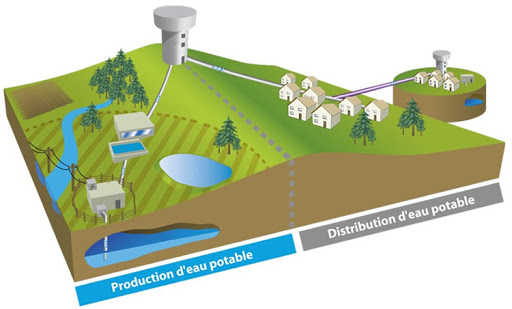 Production d'eau potable
Distribution d'eau potable